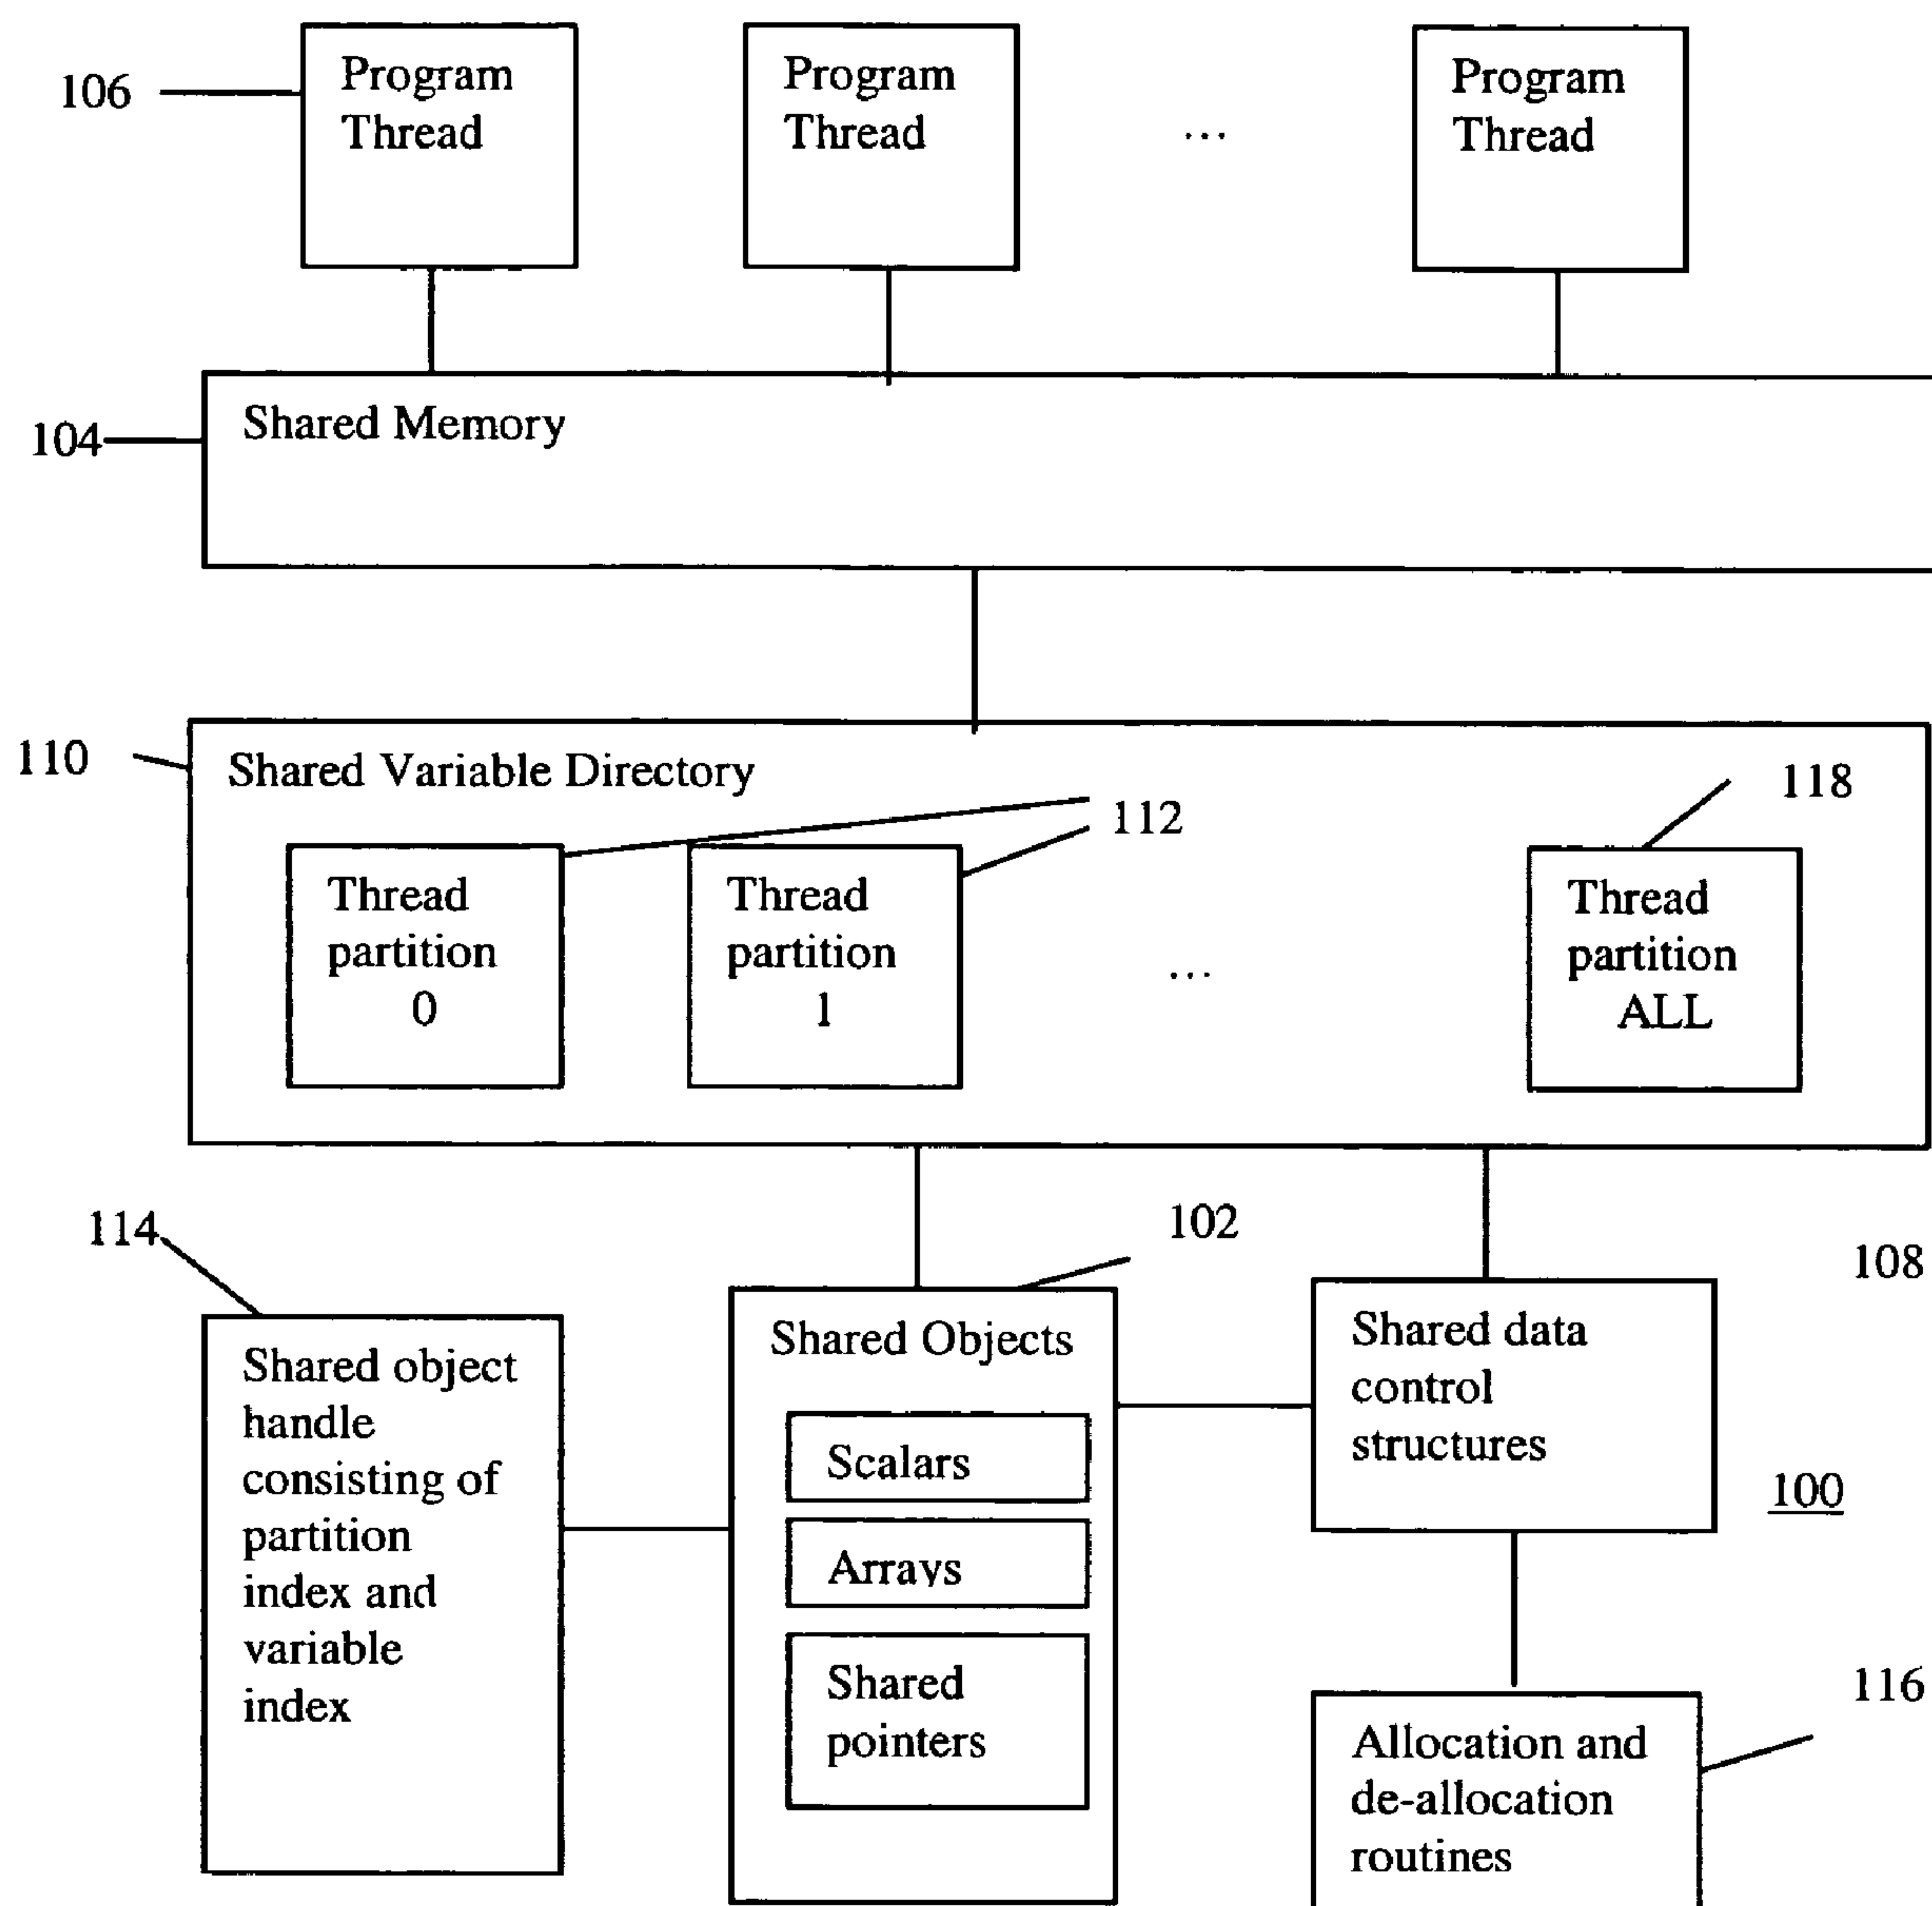 106
Program
Thread
Program
Thread
...
Program
Thread
104
Shared Memory
110
Shared Variable Directory
118
112
Thread
partition
0
Thread
partition
1
...
Thread
partition
ALL
114
102
108
Shared object
handle
consisting of
partition
index and
variable
index
Shared Objects
Scalars
Arrays
Shared
pointers
Shared data
control
structures
100
116
Allocation and
de-allocation
routines